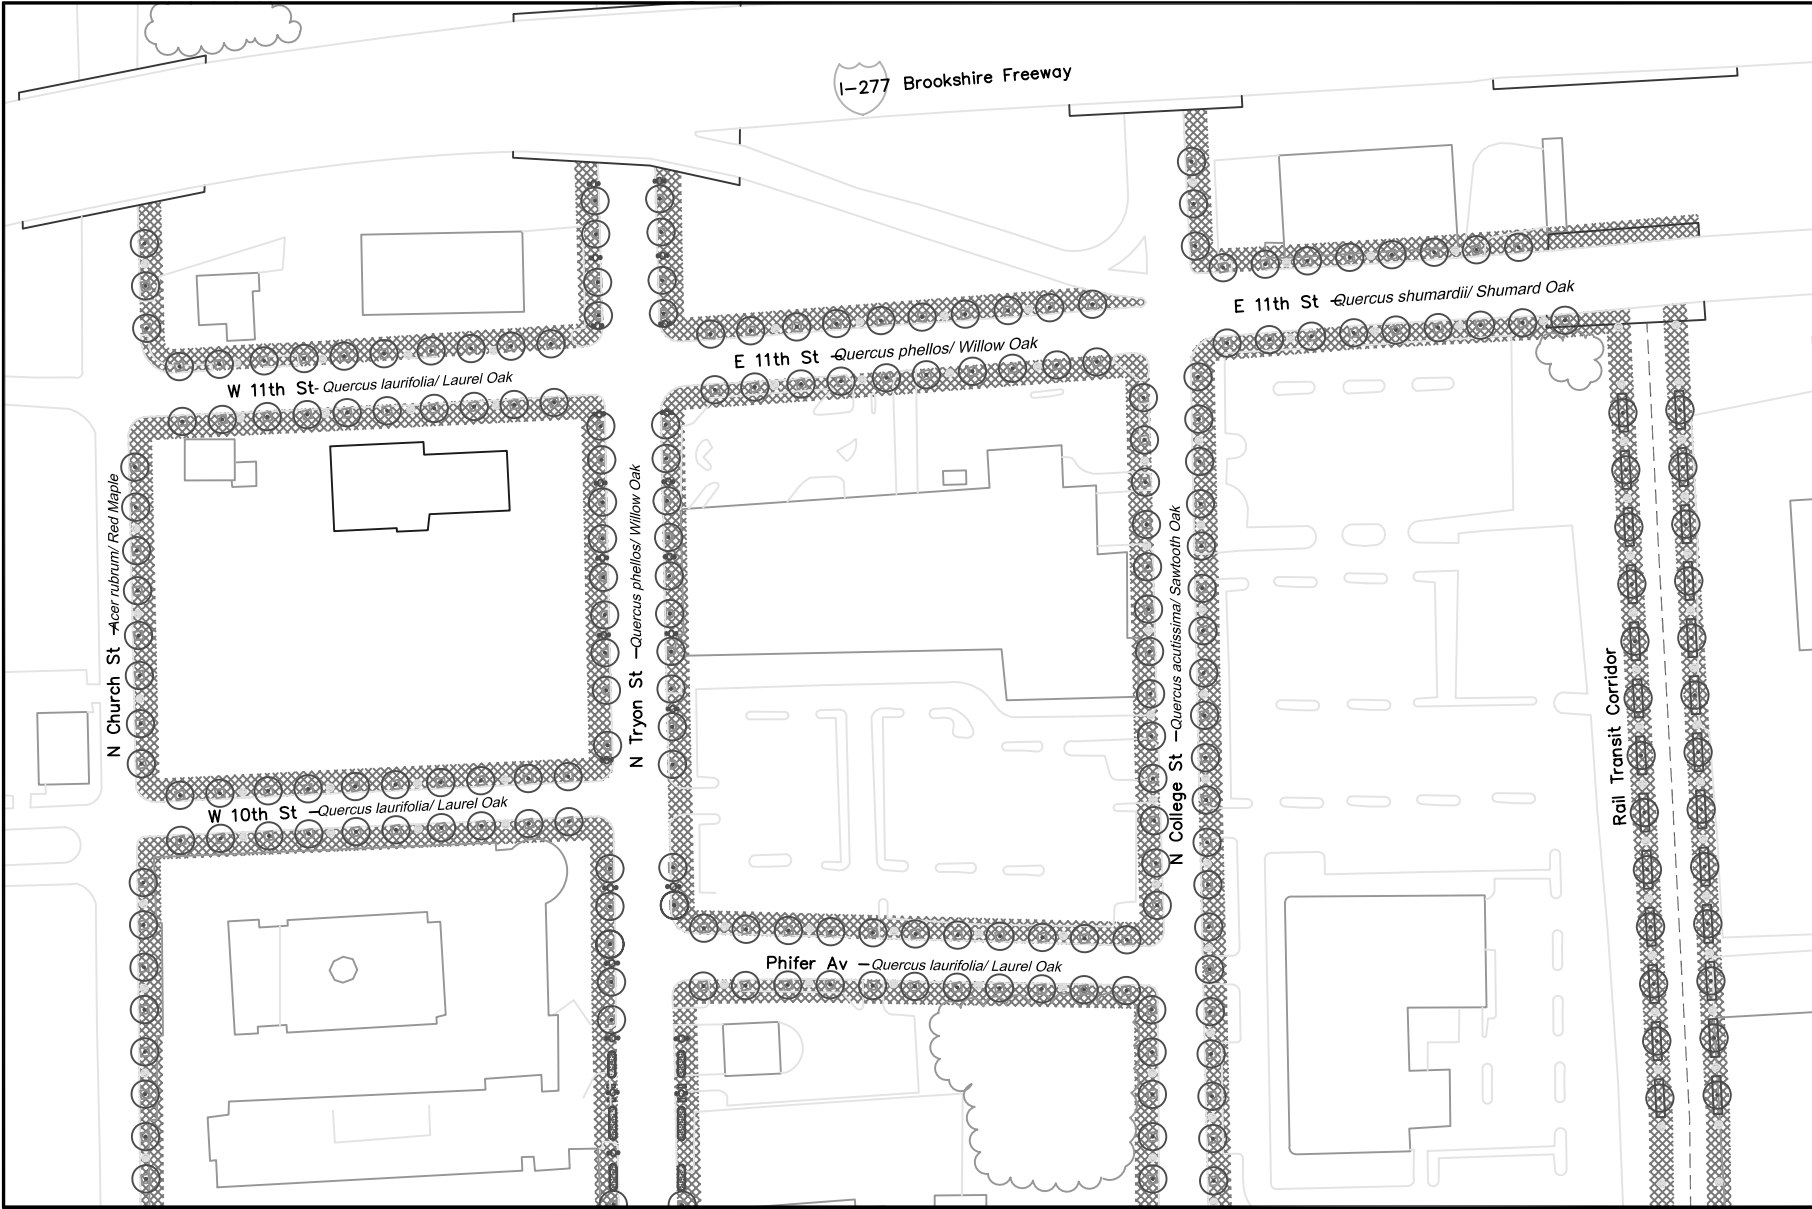 I-277 Brookshire Freeway
E 11th St - Quercus shumardii/ Shumard Oak
E 11th St - Quercus phellos/ Willow Oak
W 11th St - Quercus laurifolia/ Laurel Oak
N Church St - Acer rubrum/ Red Maple
N Tryon St - Quercus phellos/ Willow Oak
N College St - Quercus acutissima/ Sawtooth Oak
Rail Transit Corridor
W 10th St - Quercus laurifolia/ Laurel Oak
Phifer Av - Quercus laurifolia/ Laurel Oak